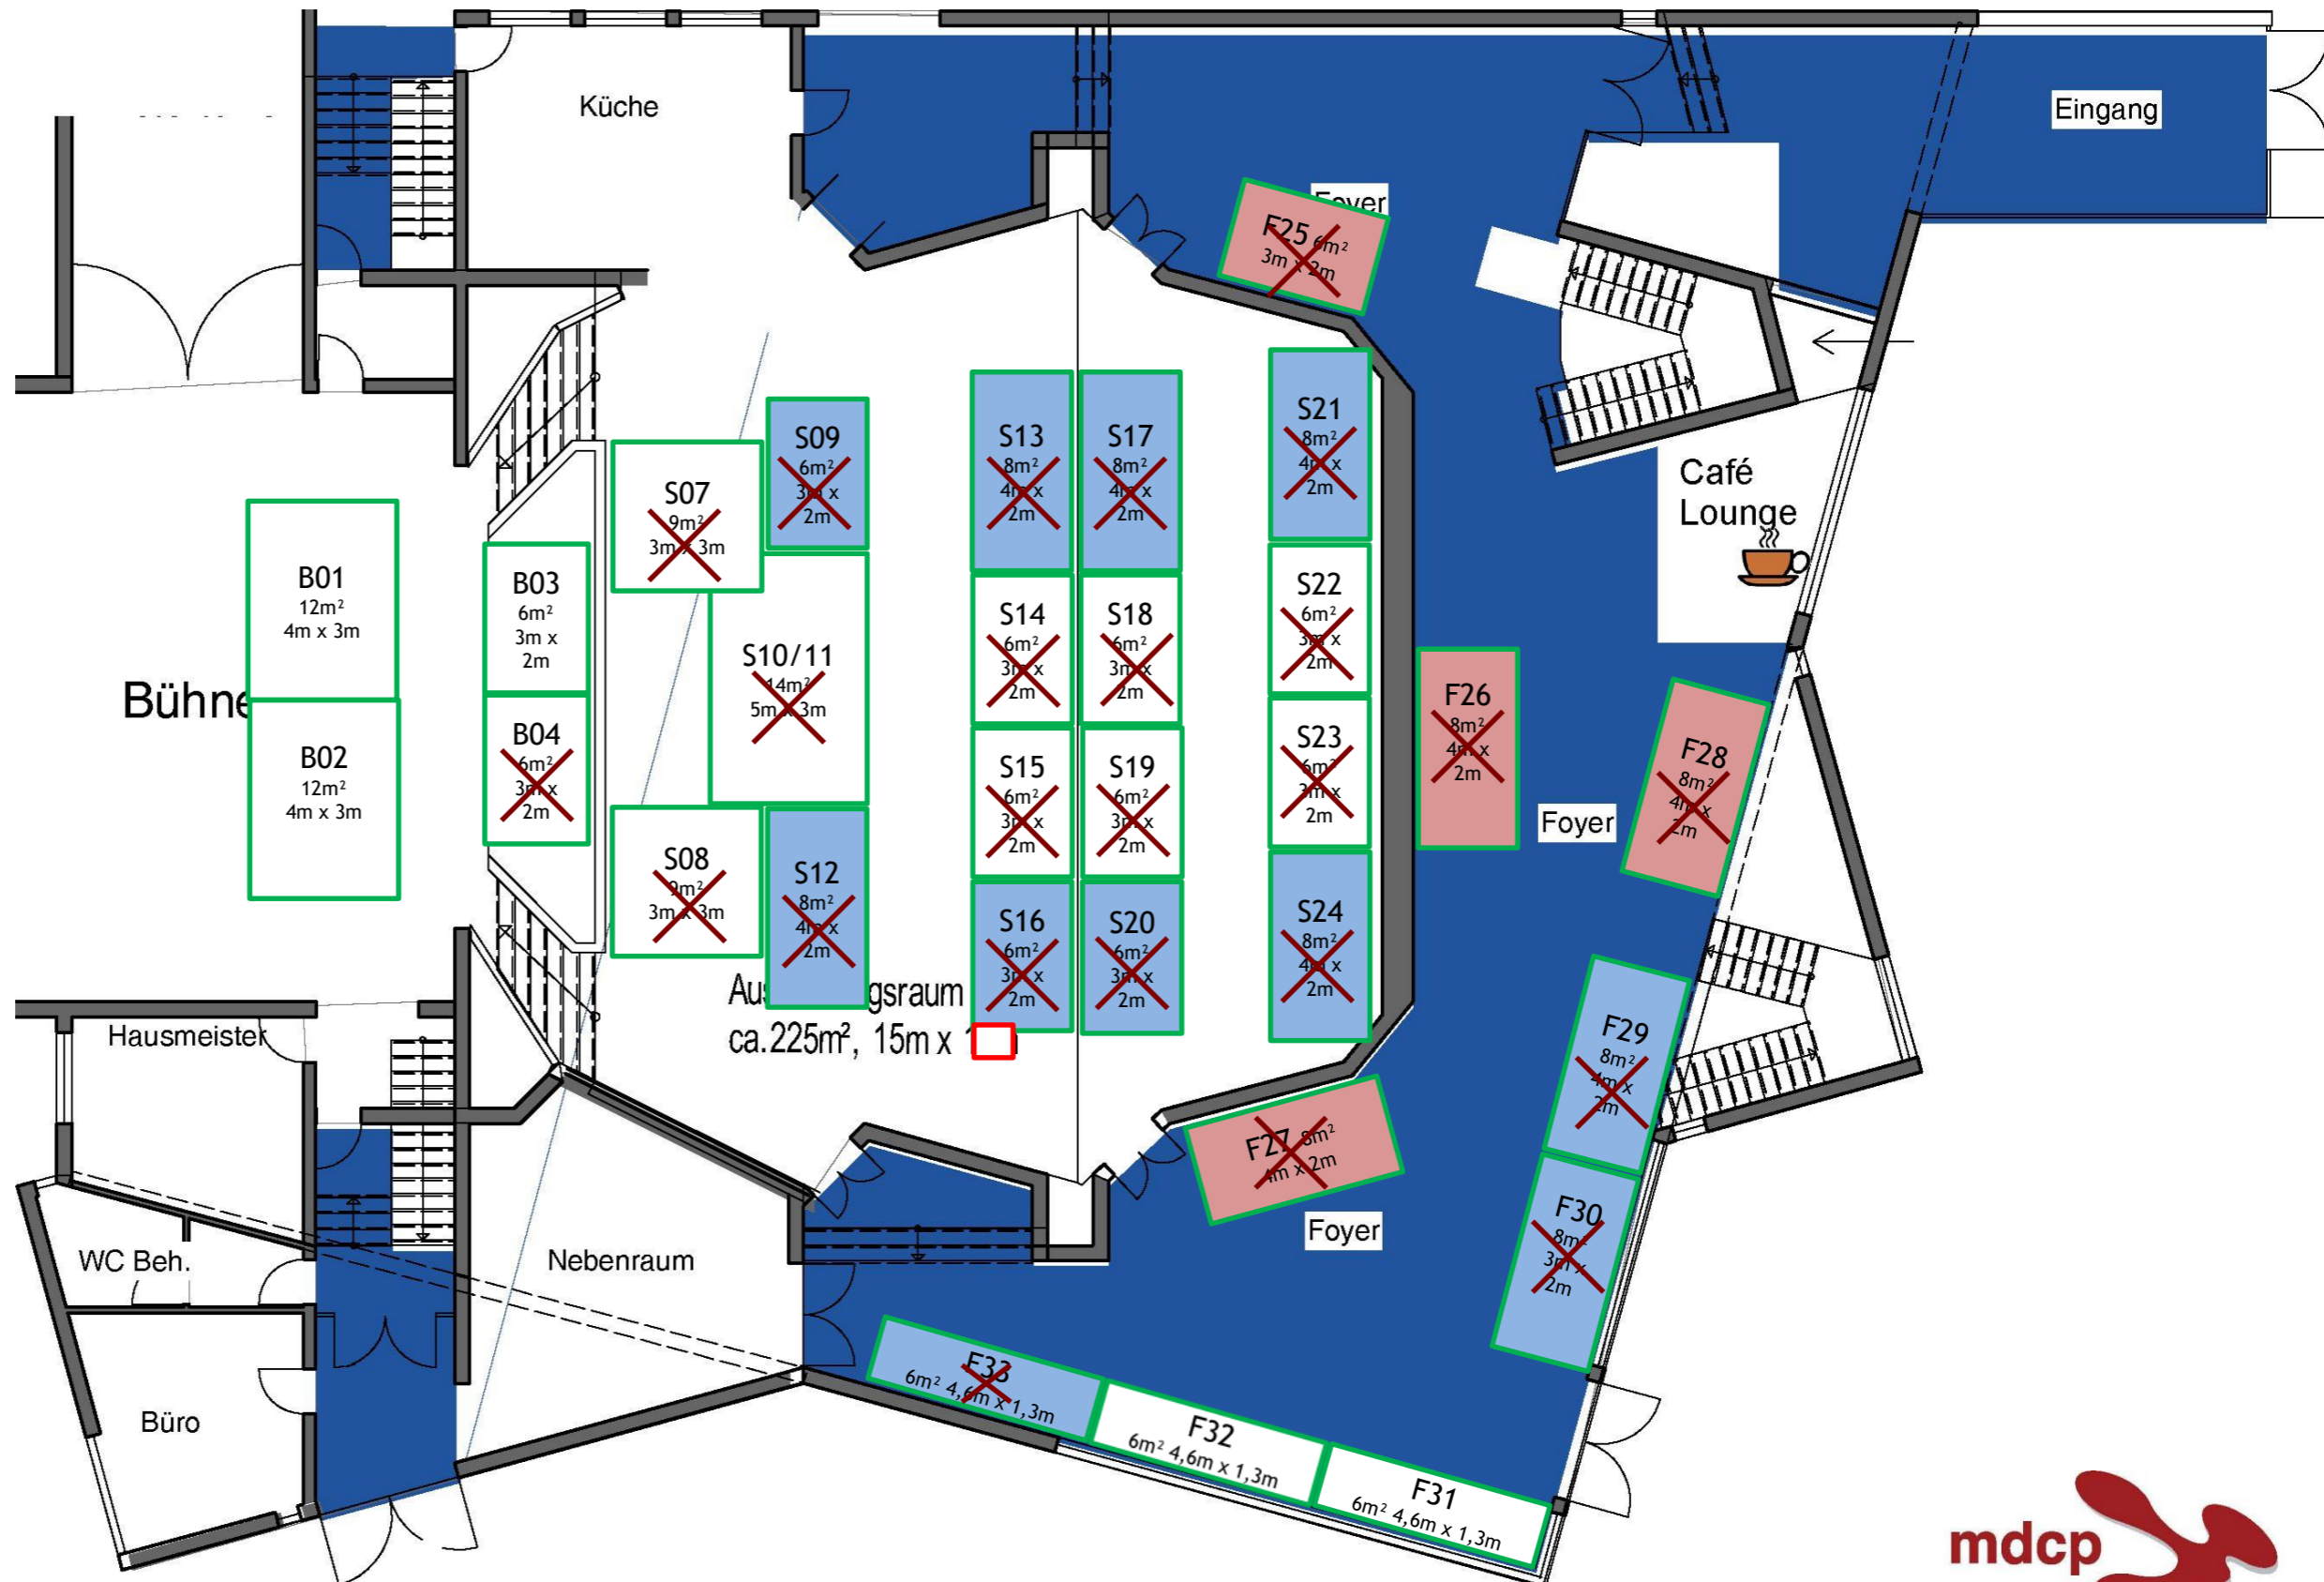 Küche
Eingang
Foyer
F25 6m²
3m x 2m
Café
Lounge
S21
8m²
4m x
2m
S09
6m²
3m x
2m
S13
8m²
4m x
2m
S17
8m²
4m x
2m
S07
9m²
3m x 3m
B01
12m²
4m x 3m
B03
6m²
3m x
2m
S10/11
14m²
5m x 3m
S14
6m²
3m x
2m
S18
6m²
3m x
2m
S22
6m²
3m x
2m
Bühne
B02
12m²
4m x 3m
B04
6m²
3m x
2m
S15
6m²
3m x
2m
S19
6m²
3m x
2m
S23
6m²
3m x
2m
F26
8m²
4m x
2m
F28
8m²
4m x
2m
Foyer
S08
9m²
3m x 3m
S12
8m²
4m x
2m
S16
6m²
3m x
2m
S20
6m²
3m x
2m
S24
8m²
4m x
2m
gsraum
ca.225m², 15m x
Hausmeister
F29
8m²
4m x
2m
F27 8m²
4m x 2m
Foyer
F30
8m²
3m x
2m
WC Beh.
Nebenraum
Büro
F33
6m² 4,6m x 1,3m
F32
6m² 4,6m x 1,3m
F31
6m² 4,6m x 1,3m
mdcp